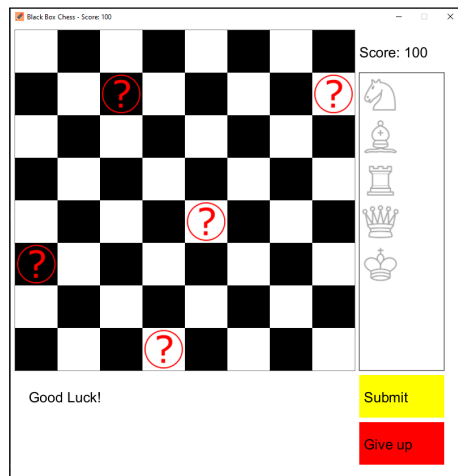 Black Box Chess - Score: 100
Score: 100
?
?
?
?
?
Good Luck!
Submit
Give up